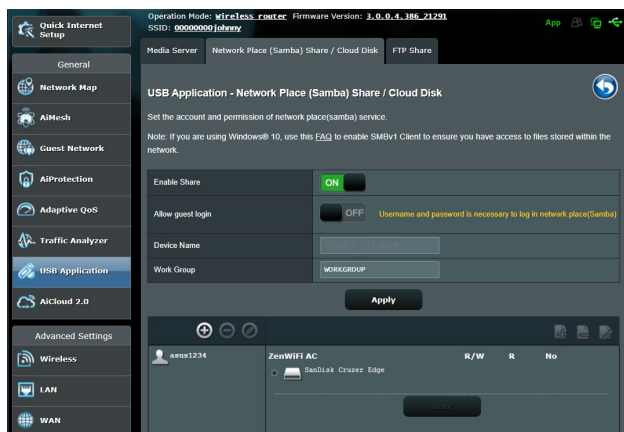 Quick Internet
Setup
Operation Mode: Wireless router Firmware Version: 3.0.0.4.386_21291
SSID: 00000000johnny
App
Media Server
Network Place (Samba) Share / Cloud Disk
FTP Share
General
Network Map
AiMesh
Guest Network
AiProtection
Adaptive QoS
Traffic Analyzer
USB Application
AiCloud 2.0
Advanced Settings
Wireless
LAN
WAN
USB Application - Network Place (Samba) Share / Cloud Disk
Set the account and permission of network place(samba) service.
Note: If you are using Windows® 10, use this FAQ to enable SMBv1 Client to ensure you have access to files stored within the
network.
Enable Share
ON
Allow guest login
OFF
Username and password is necessary to log in network place(Samba)
Device Name
Work Group
WORKGROUP
Apply
asus1234
ZenWiFi AC
R/W
R
No
SanDisk Cruzer Edge